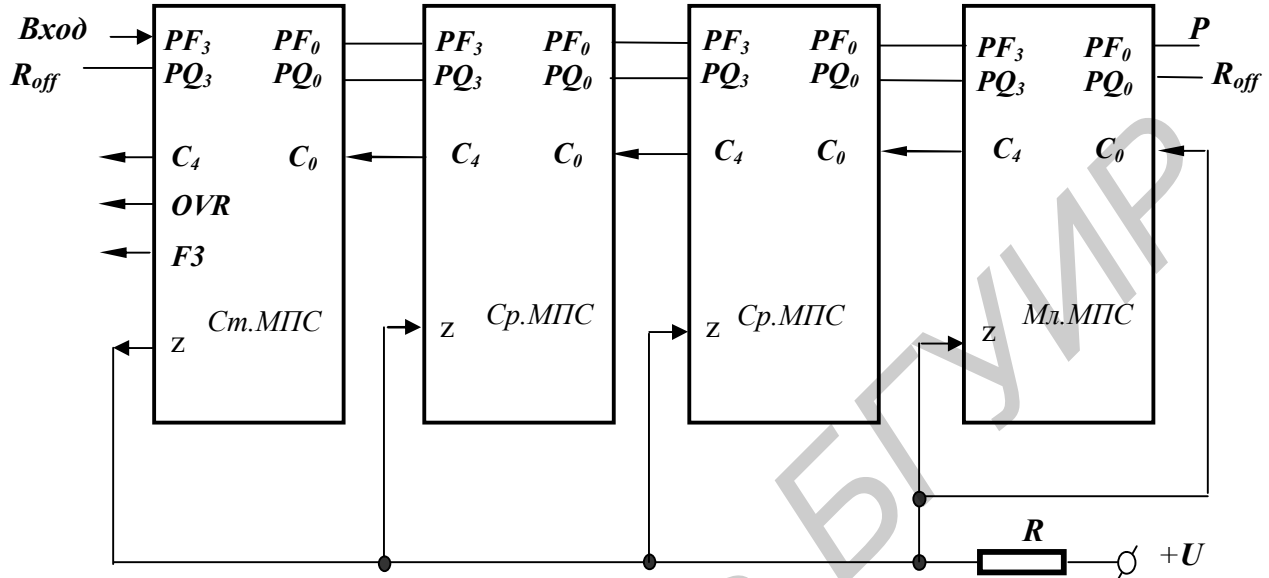 Вход PF₃ PF₀ PF₃ PF₀ PF₃ PF₀ PF₃ PF₀ P
R_off PQ₃ PQ₀ PQ₃ PQ₀ PQ₃ PQ₀ PQ₃ PQ₀ R_off
C₄ C₀ C₄ C₀ C₄ C₀ C₄ C₀
OVR
F3
Ст.МПС Ср.МПС Ср.МПС Мл.МПС
z z z z
R +U
БГУИР